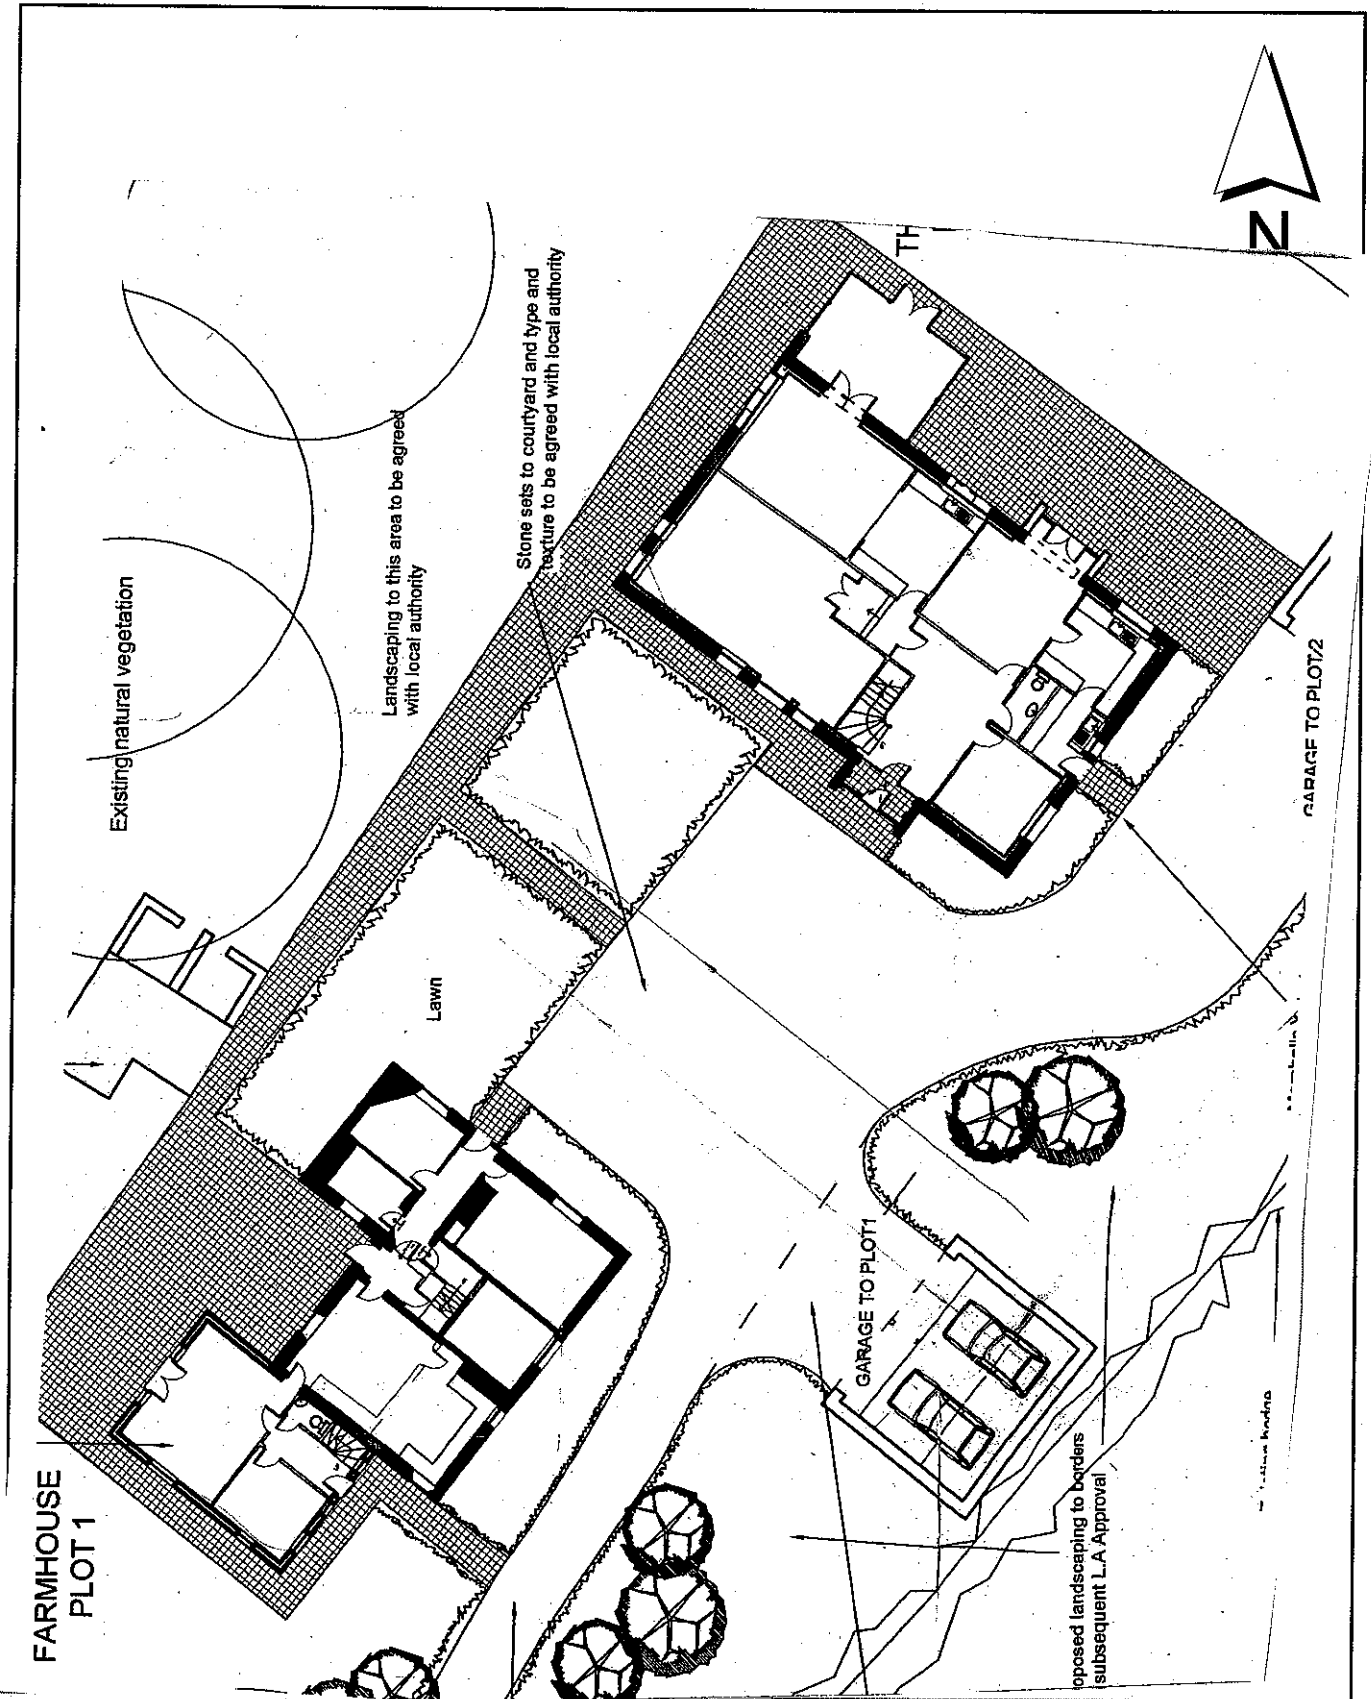 FARMHOUSE
PLOT 1
Existing natural vegetation
Landscaping to this area to be agreed
with local authority
Stone sets to courtyard and type and
texture to be agreed with local authority
Lawn
TH
N
GARAGE TO PLOT1
GARAGE TO PLOT2
oposed landscaping to borders
subsequent L.A Approval
hedge